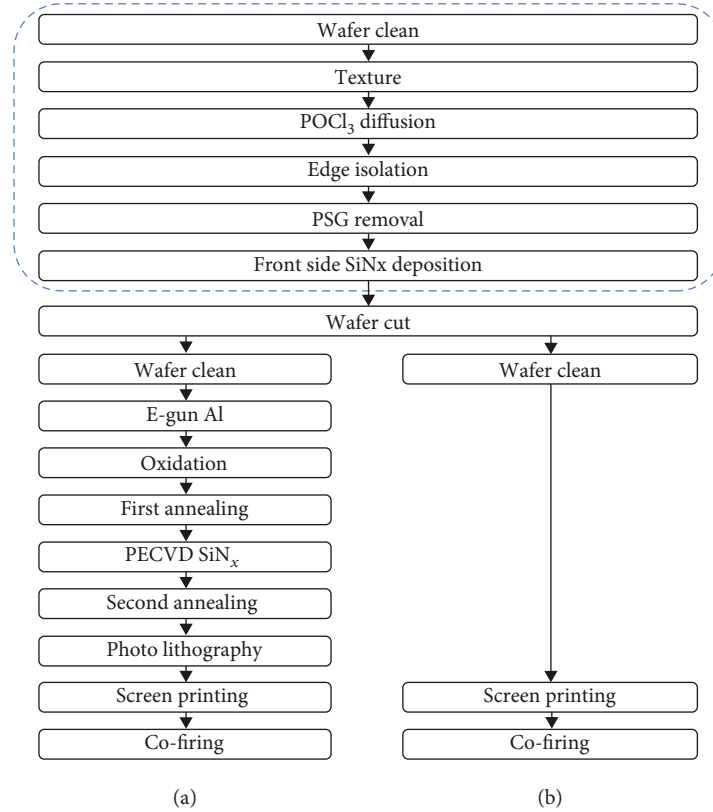 Wafer clean
Texture
POCl₃ diffusion
Edge isolation
PSG removal
Front side SiNx deposition
Wafer cut
Wafer clean
E-gun Al
Oxidation
First annealing
PECVD SiNₓ
Second annealing
Photo lithography
Screen printing
Co-firing
(a)
Wafer clean
Screen printing
Co-firing
(b)